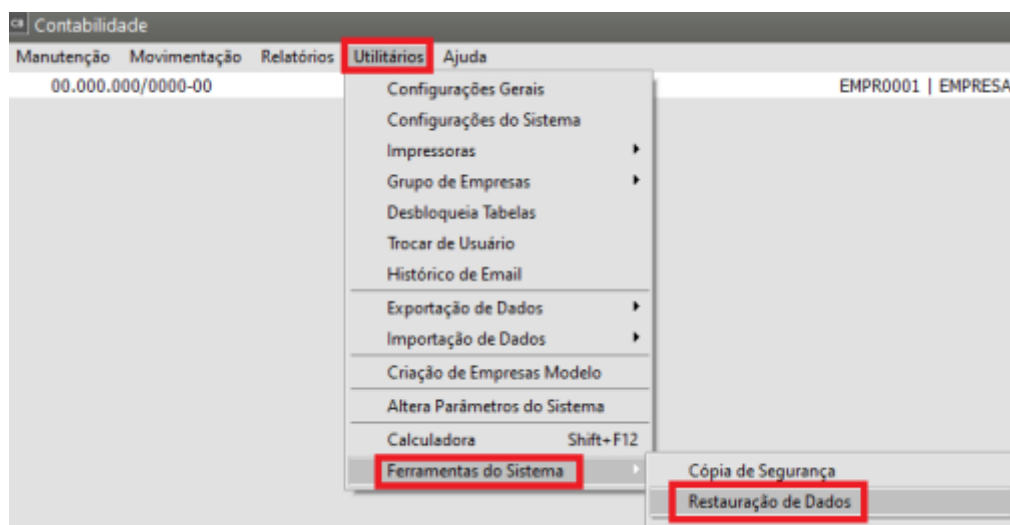 CB Contabilidade
Manutenção Movimentação Relatórios Utilitários Ajuda
00.000.000/0000-00 EMPR0001 | EMPRESA
Configurações Gerais
Configurações do Sistema
Impressoras
Grupo de Empresas
Desbloqueia Tabelas
Trocar de Usuário
Histórico de Email
Exportação de Dados
Importação de Dados
Criação de Empresas Modelo
Altera Parâmetros do Sistema
Calculadora Shift+F12
Ferramentas do Sistema
Cópia de Segurança
Restauração de Dados